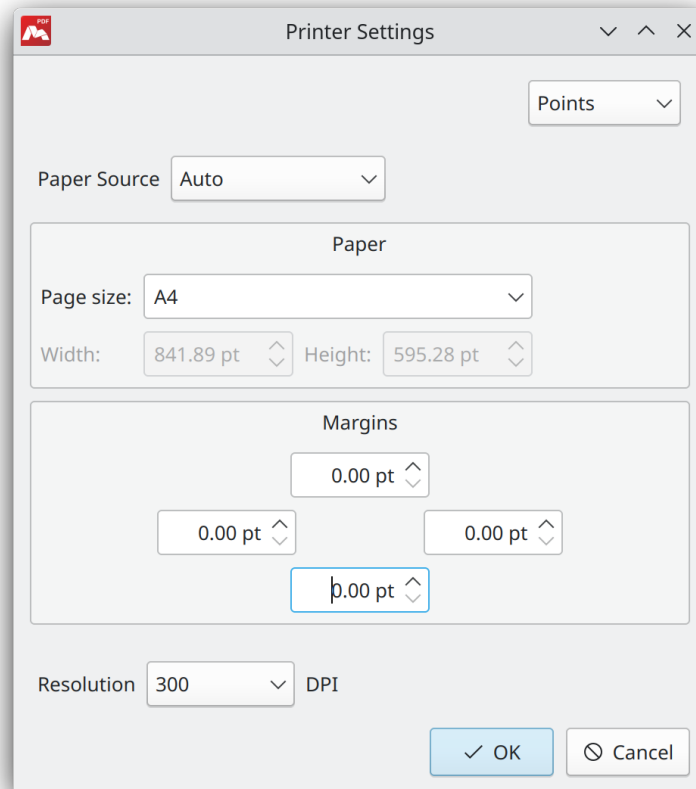 PDF
Printer Settings
Points
Paper Source Auto
Paper
Page size: A4
Width: 841.89 pt Height: 595.28 pt
Margins
0.00 pt
0.00 pt 0.00 pt
0.00 pt
Resolution 300 DPI
OK Cancel